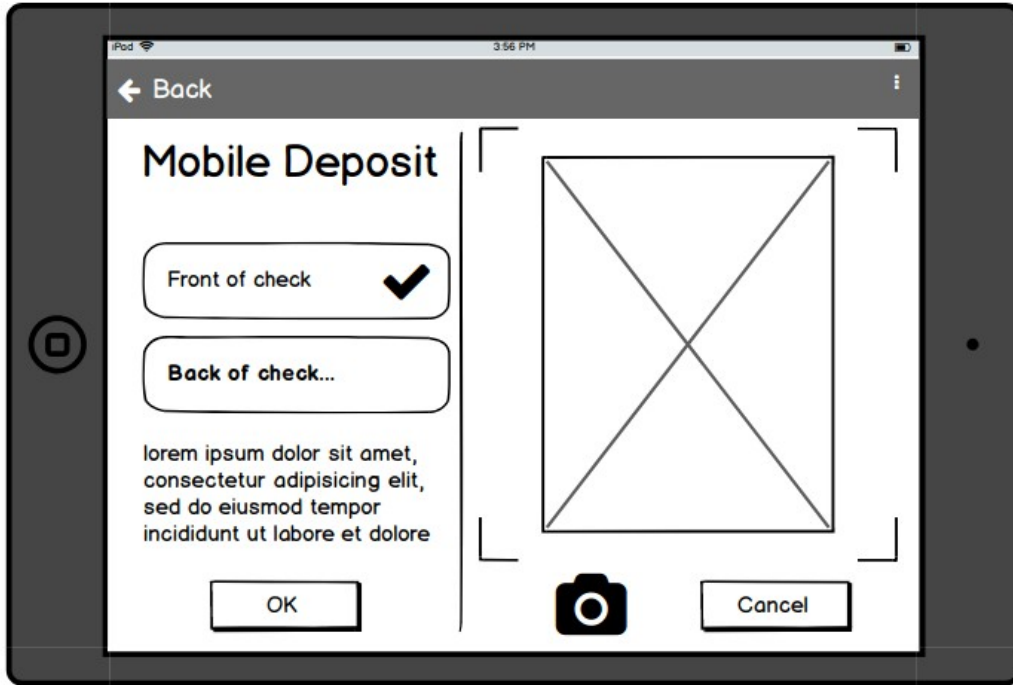 iPod
3:56 PM
Back
Mobile Deposit
Front of check
Back of check...
lorem ipsum dolor sit amet,
consectetur adipisicing elit,
sed do eiusmod tempor
incididunt ut labore et dolore
OK
Cancel